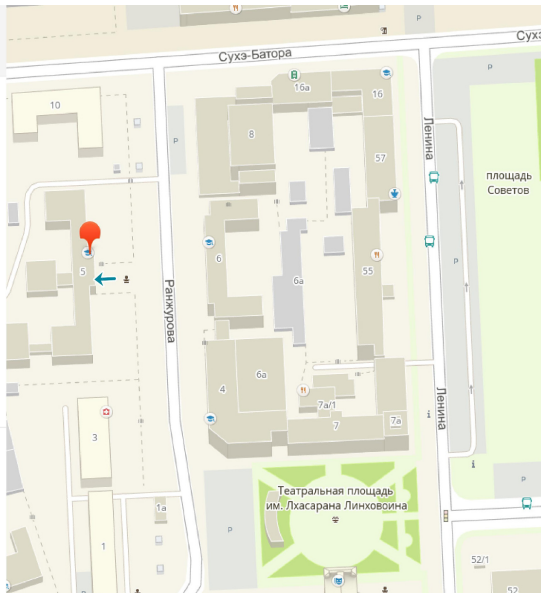 Р
Сухэ-Батора
Сухэ
Р
16а
16
10
8
Р
57
Ленина
площадь
Советов
6
5
6а
55
Р
Ранжурова
6а
4
7а/1
Ленина
7
7а
3
Театральная площадь
им. Лхасарана Линховоина
1а
Р
Р
1
52/1
52